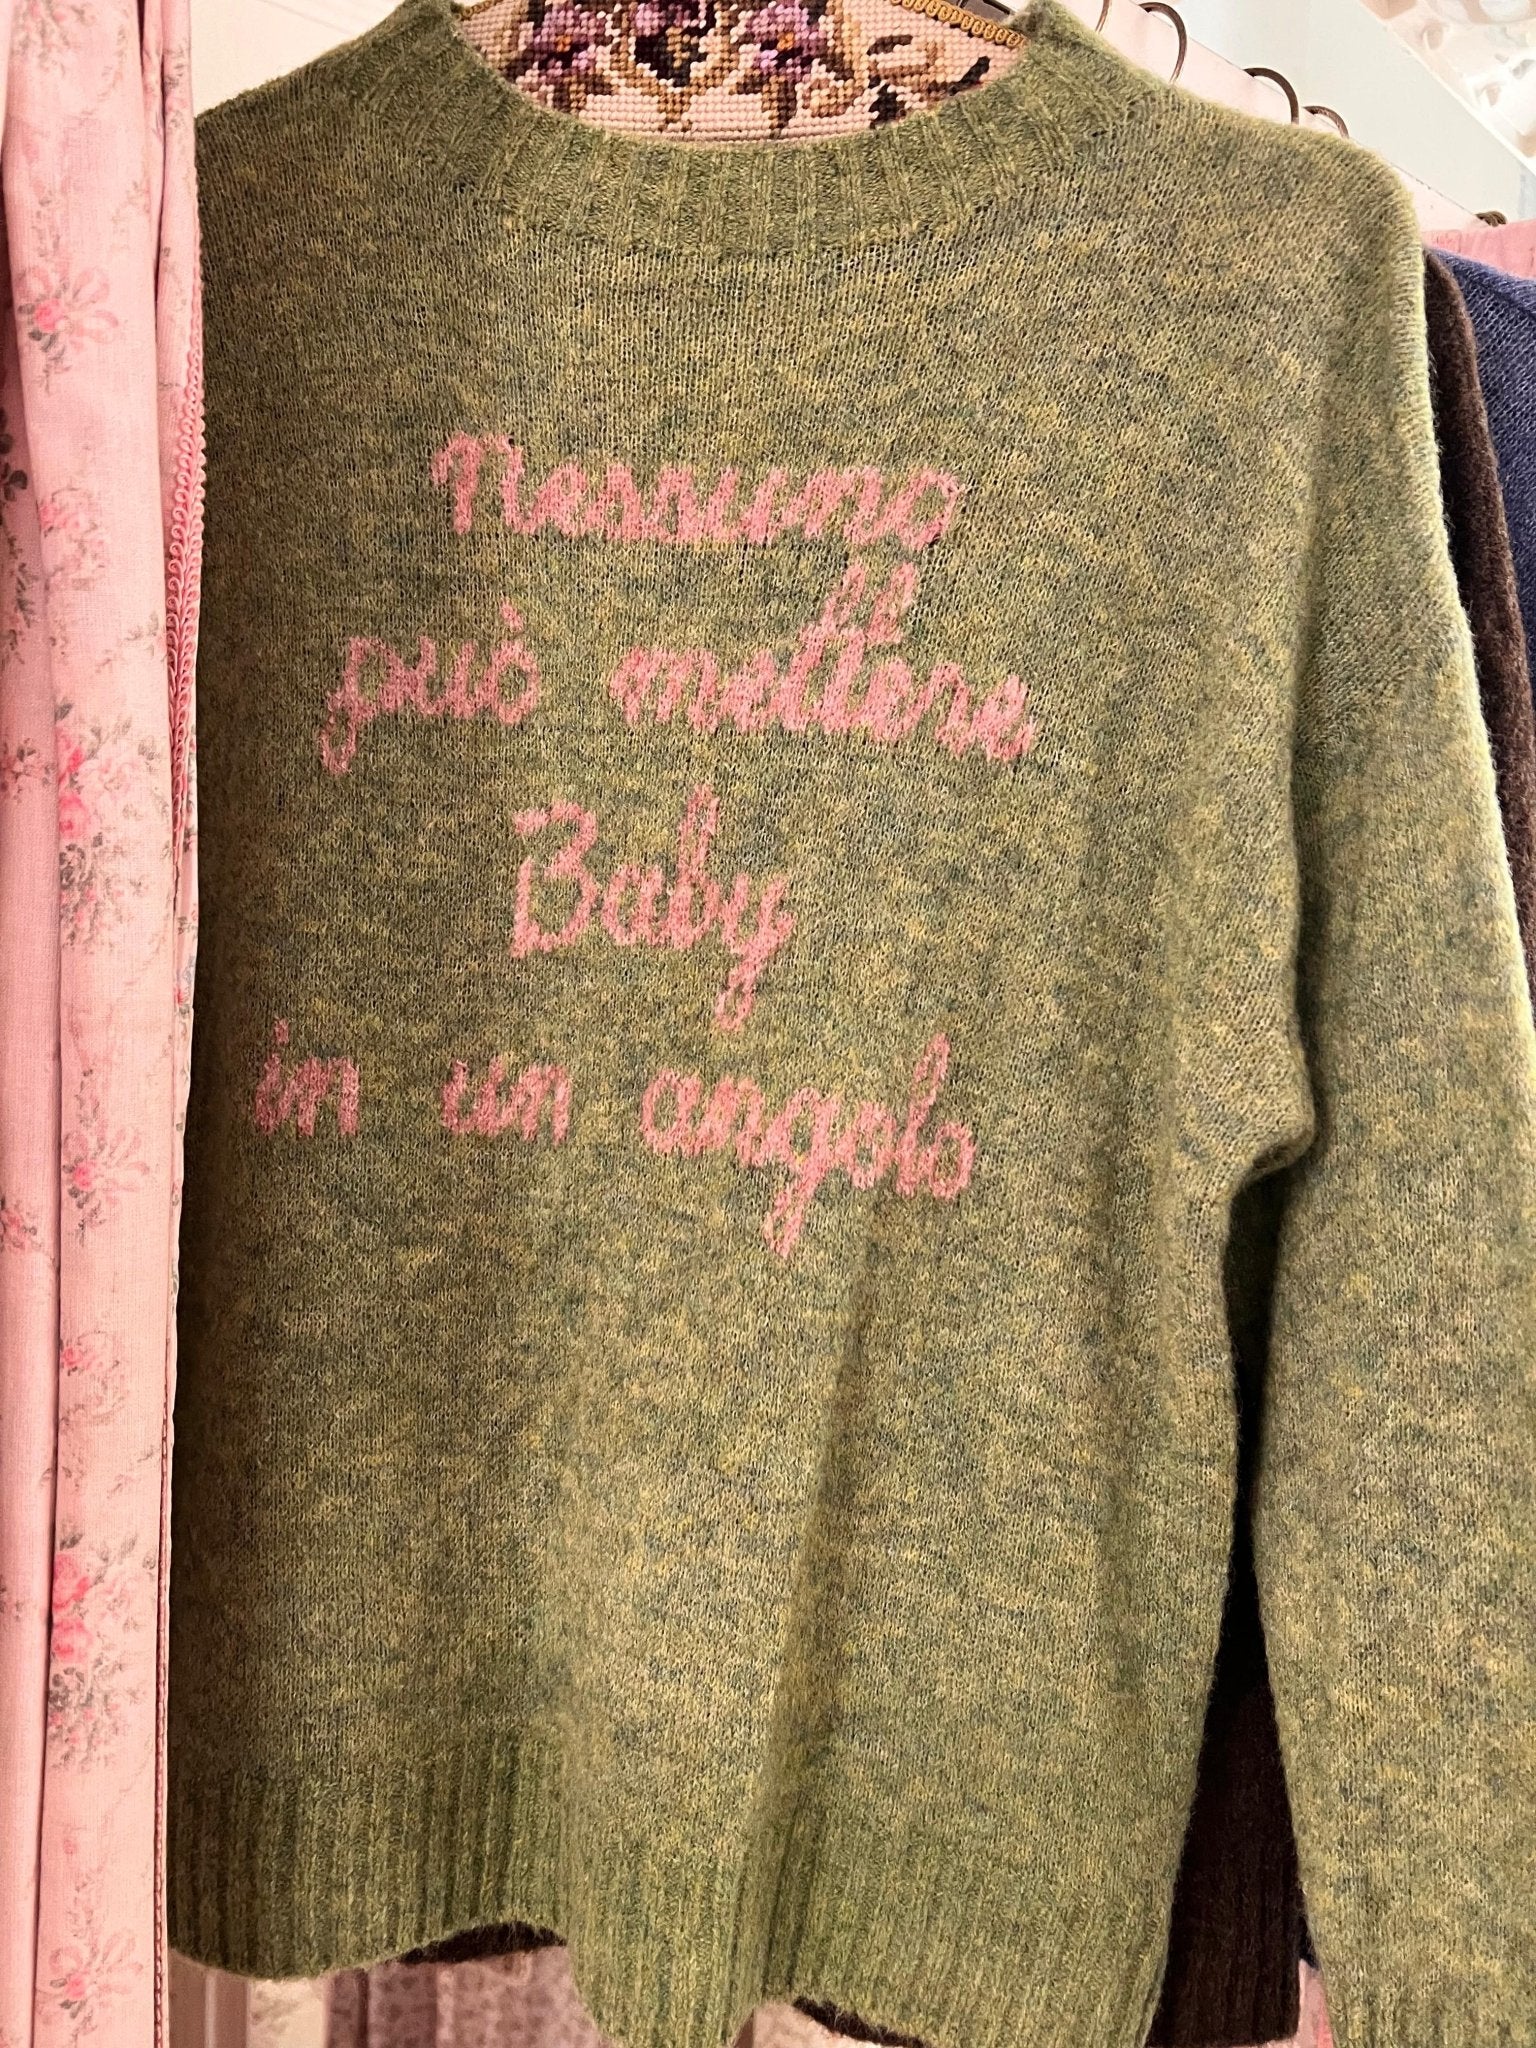 nessuno
può mettere
Baby
in un angolo